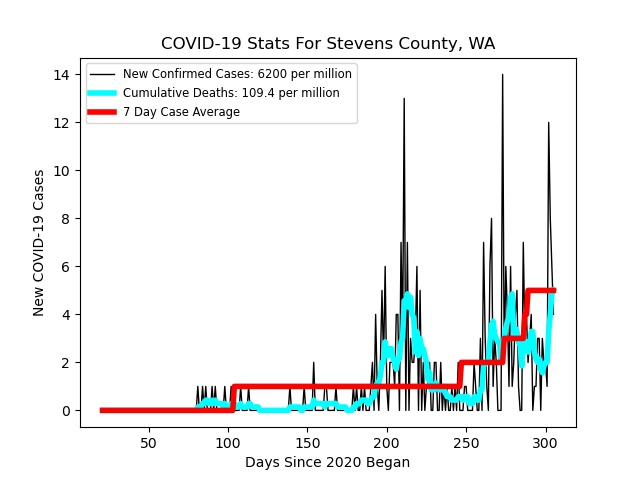 COVID-19 Stats For Stevens County, WA
New Confirmed Cases: 6200 per million
Cumulative Deaths: 109.4 per million
7 Day Case Average
New COVID-19 Cases
14
12
10
8
6
4
2
0
50 100 150 200 250 300
Days Since 2020 Began